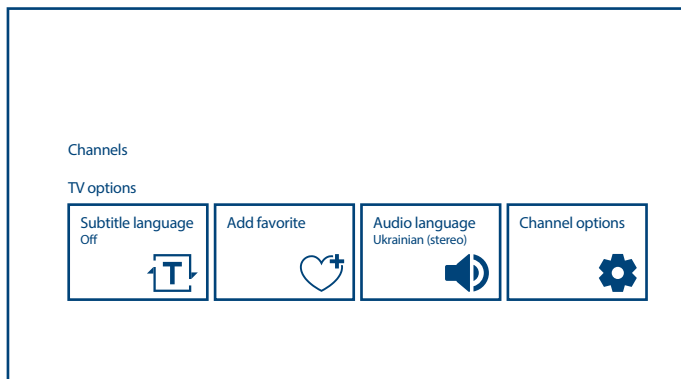 Channels
TV options
Subtitle language
Off
T
Add favorite
Audio language
Ukrainian (stereo)
Channel options